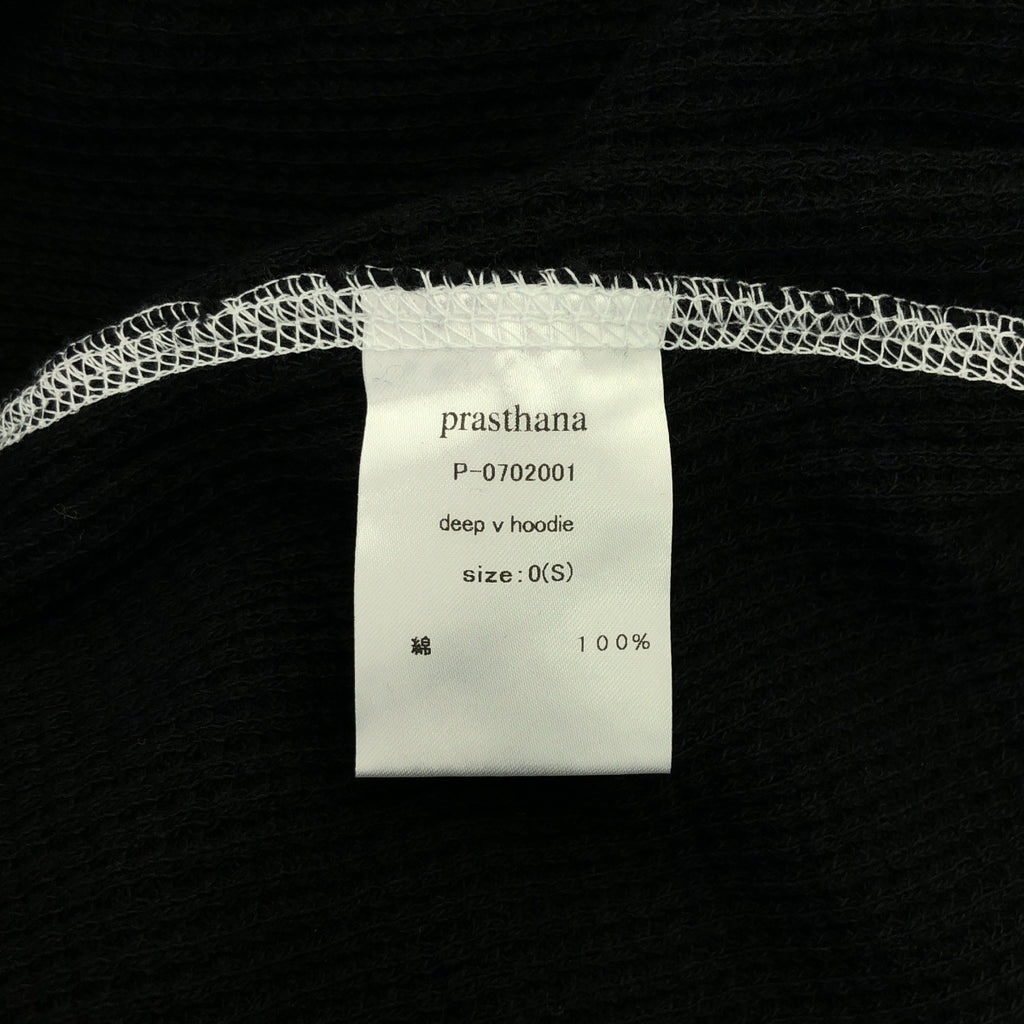 prasthana
P-0702001
deep v hoodie
size:0(S)
綿 100%